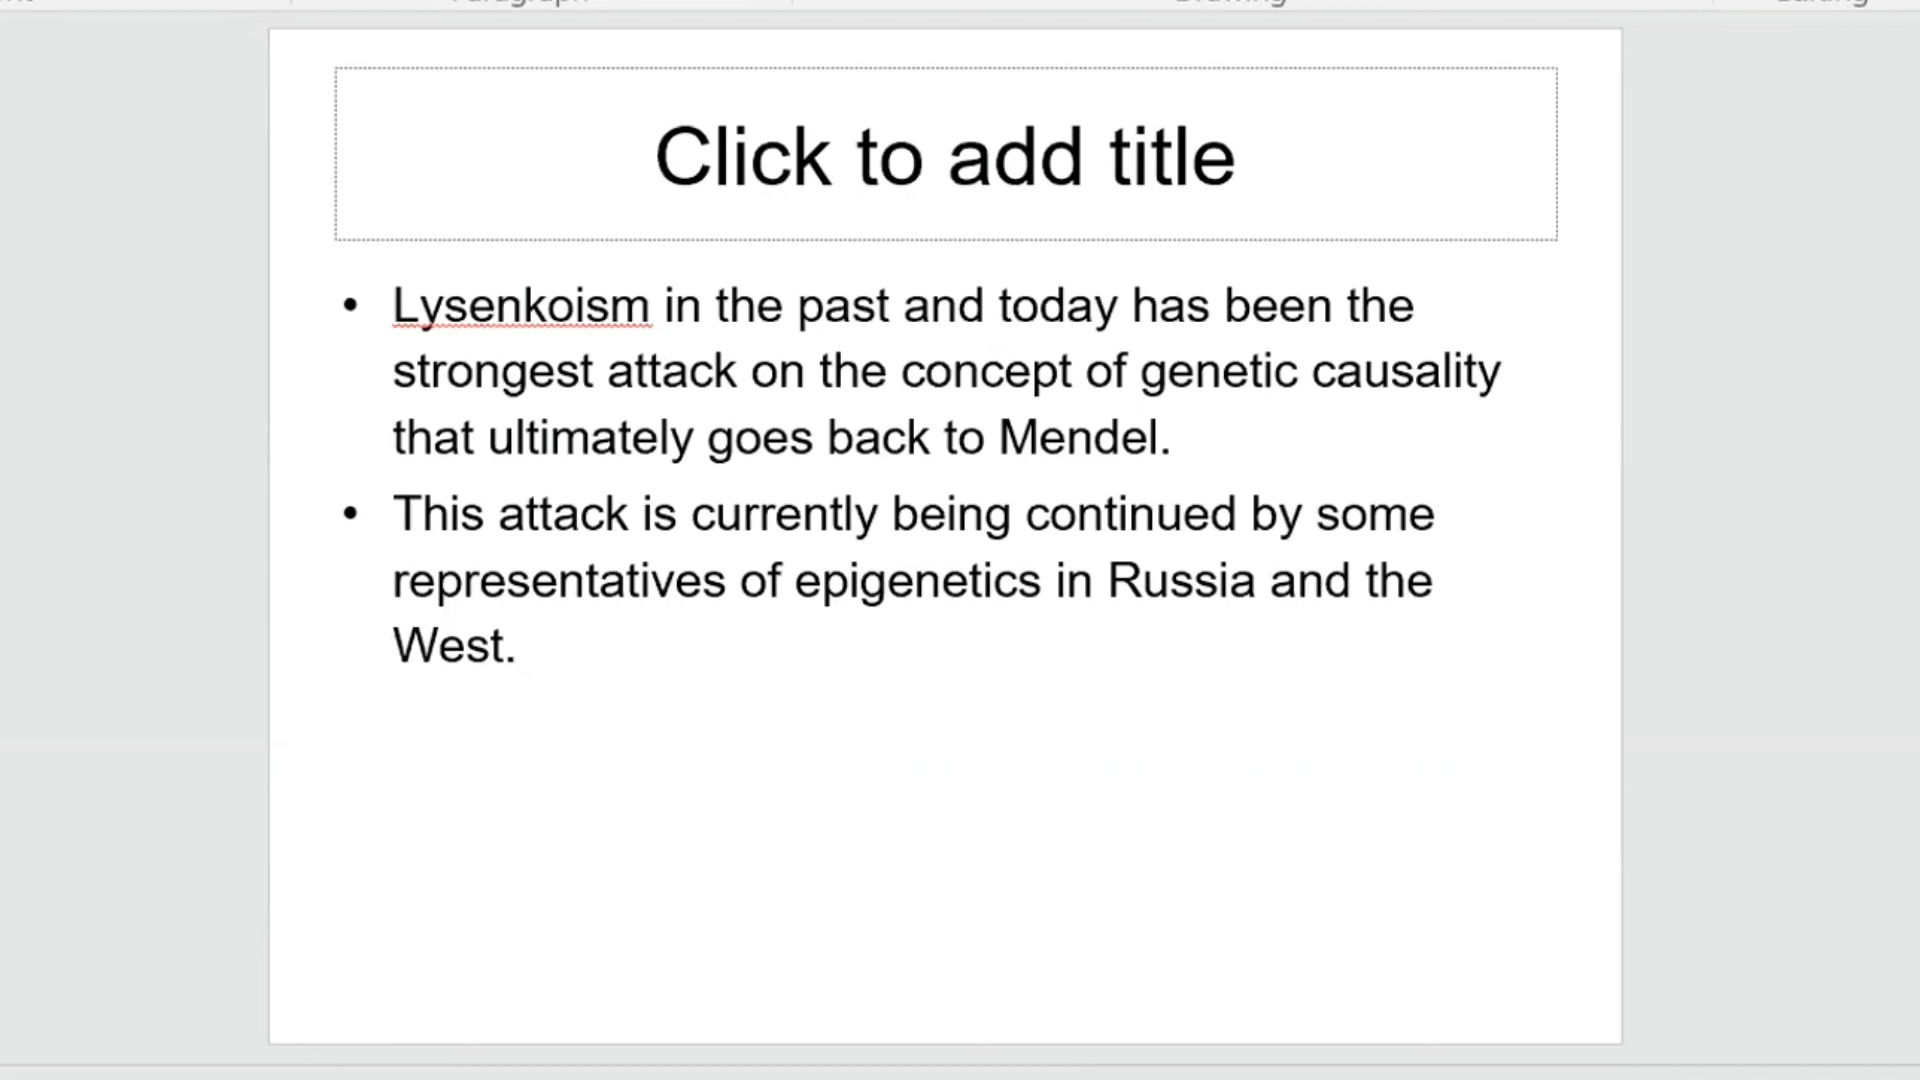 Click to add title
• Lysenkoism in the past and today has been the
strongest attack on the concept of genetic causality
that ultimately goes back to Mendel.
• This attack is currently being continued by some
representatives of epigenetics in Russia and the
West.